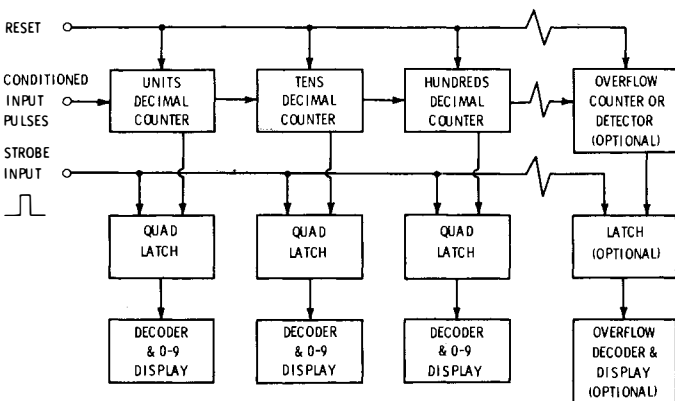 RESET
CONDITIONED
INPUT
PULSES
UNITS
DECIMAL
COUNTER
TENS
DECIMAL
COUNTER
HUNDREDS
DECIMAL
COUNTER
OVERFLOW
COUNTER OR
DETECTOR
(OPTIONAL)
STROBE
INPUT
QUAD
LATCH
QUAD
LATCH
QUAD
LATCH
LATCH
(OPTIONAL)
DECODER
& 0-9
DISPLAY
DECODER
& 0-9
DISPLAY
DECODER
& 0-9
DISPLAY
OVERFLOW
DECODER &
DISPLAY
(OPTIONAL)